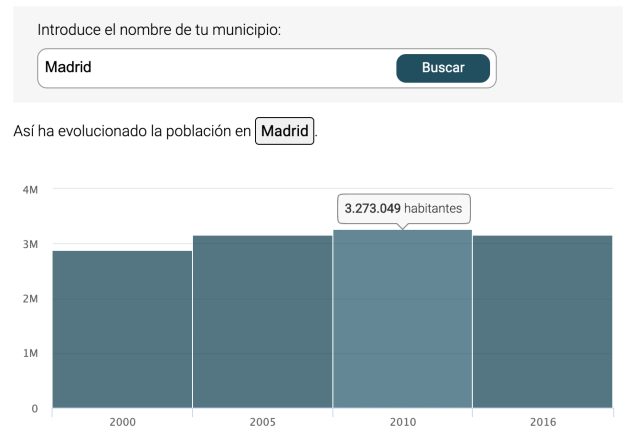 Introduce el nombre de tu municipio:
Madrid
Buscar
Así ha evolucionado la población en Madrid.
4M
3.273.049 habitantes
3M
2M
1M
0
2000 2005 2010 2016